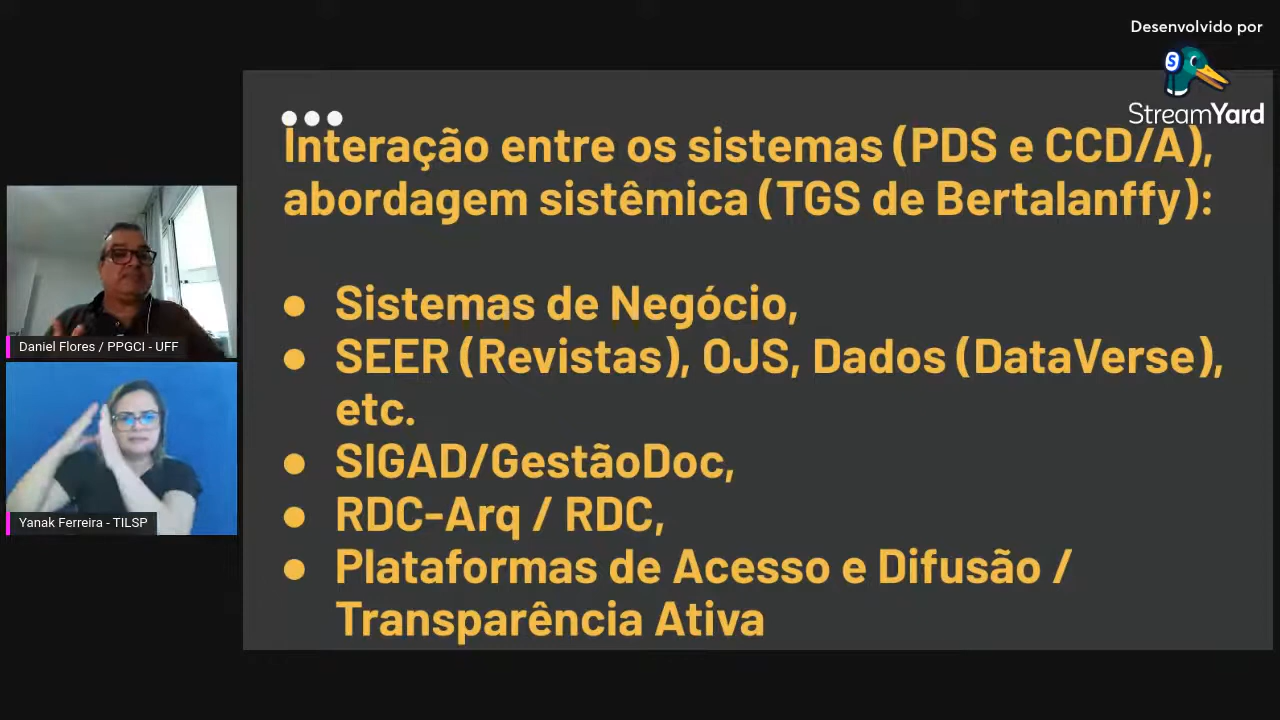 Desenvolvido por
S
StreamYard
Interação entre os sistemas (PDS e CCD/A),
abordagem sistêmica (TGS de Bertalanffy):
● Sistemas de Negócio,
● SEER (Revistas), OJS, Dados (DataVerse),
etc.
● SIGAD/GestãoDoc,
● RDC-Arq / RDC,
● Plataformas de Acesso e Difusão /
Transparência Ativa
Daniel Flores / PPGCI - UFF
Yanak Ferreira - TILSP